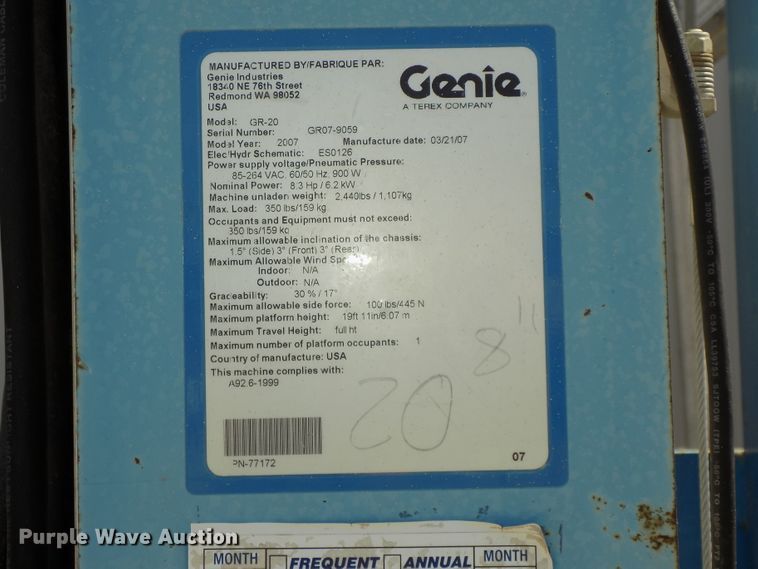 MANUFACTURED BY/FABRIQUE PAR:
Genie Industries
18340 NE 76th Street
Redmond WA 98052
USA
Genie
A TEREX COMPANY
Model: GR-20
Serial Number: GR07-9059
Model Year: 2007 Manufacture date: 03/21/07
Elec/Hydr Schematic: ES0126
Power supply voltage/Pneumatic Pressure:
85-264 VAC, 60/50 Hz, 900 W
Nominal Power: 8.3 Hp / 6.2 kW
Machine unladen weight: 2,440lbs / 1,107kg
Max. Load: 350 lbs/159 kg
Occupants and Equipment must not exceed:
350 lbs/159 kg
Maximum allowable inclination of the chassis:
1.5° (Side) 3° (Front) 3° (Rear)
Maximum Allowable Wind
Indoor: N/A
Outdoor: N/A
Gradeability: 30 % / 17°
Maximum allowable side force: 100 lbs/445 N
Maximum platform height: 19ft 11in/6.07 m
Maximum Travel Height: full ht
Maximum number of platform occupants: 1
Country of manufacture: USA
This machine complies with:
A92.6-1999
8"
20
PN-77172
07
Purple Wave Auction
MONTH FREQUENT ANNUAL MONTH